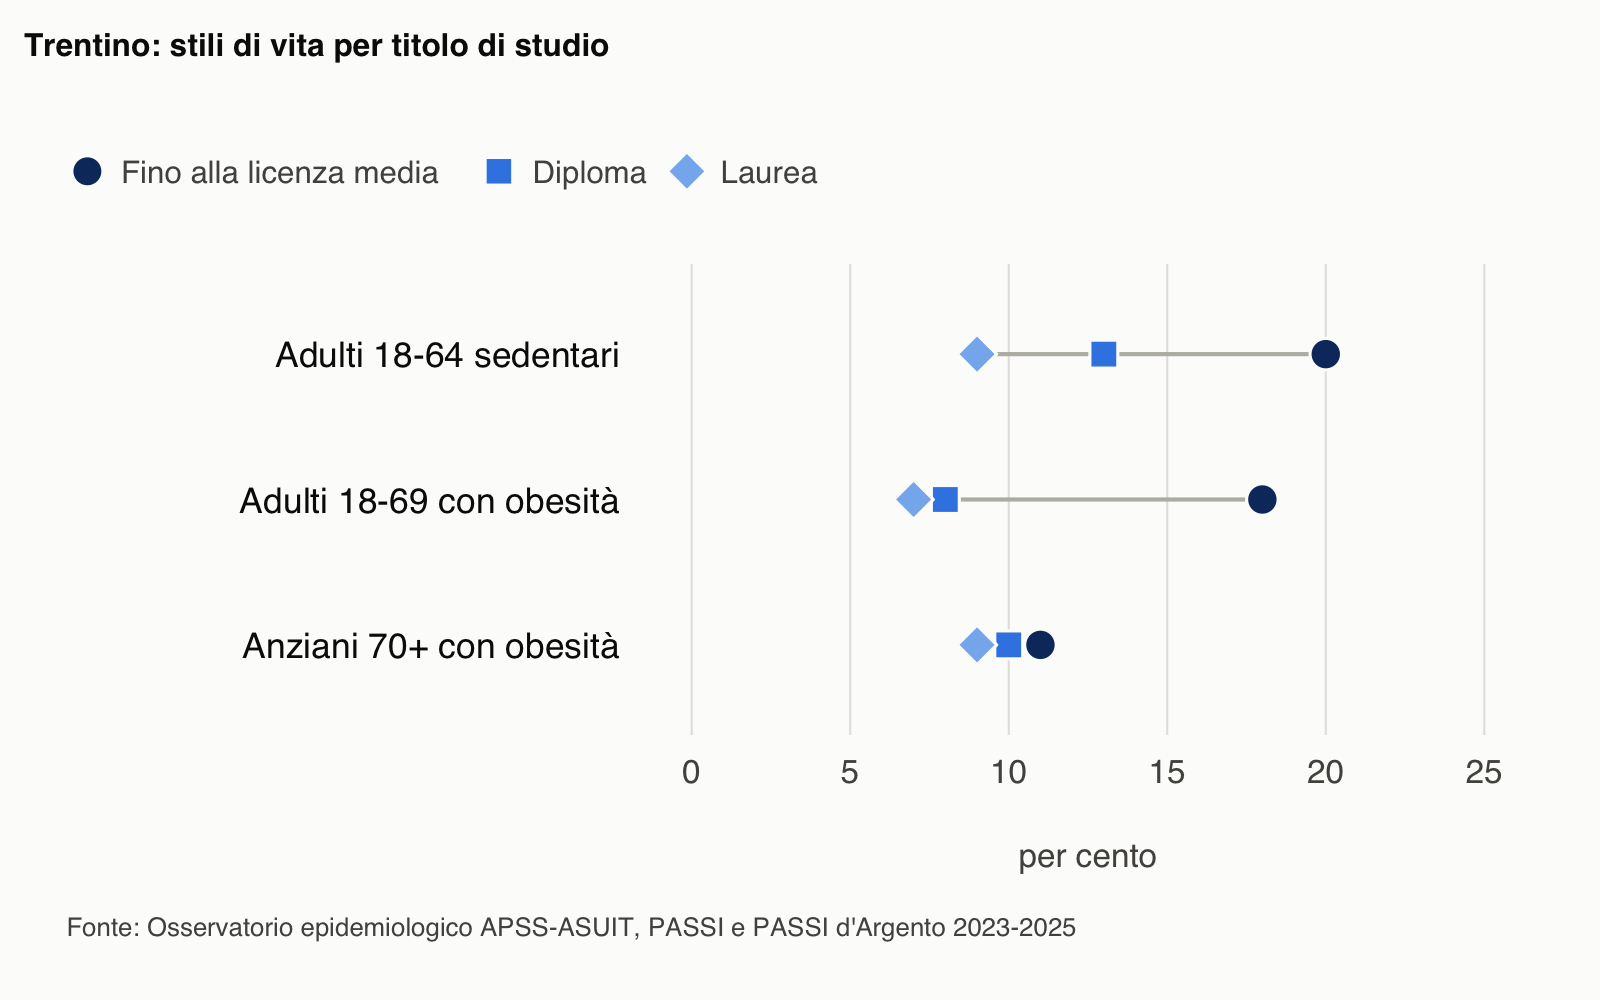 Trentino: stili di vita per titolo di studio
Fino alla licenza media Diploma Laurea
Adulti 18-64 sedentari
Adulti 18-69 con obesità
Anziani 70+ con obesità
0 5 10 15 20 25
per cento
Fonte: Osservatorio epidemiologico APSS-ASUIT, PASSI e PASSI d'Argento 2023-2025